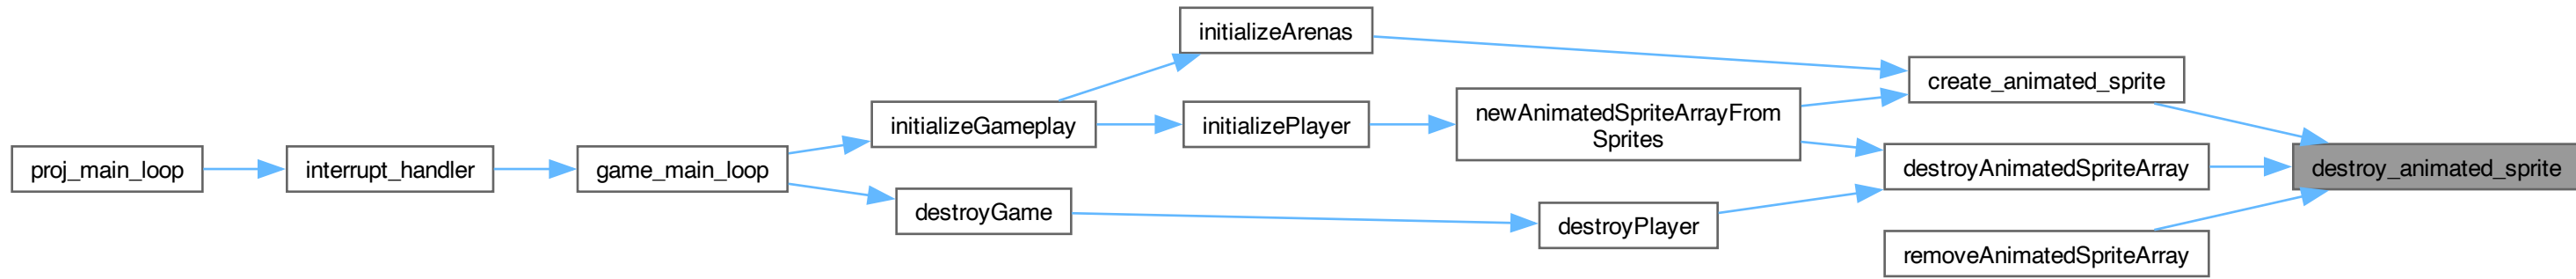 proj_main_loop
interrupt_handler
game_main_loop
initializeGameplay
destroyGame
initializeArenas
initializePlayer
newAnimatedSpriteArrayFrom
Sprites
destroyPlayer
create_animated_sprite
destroyAnimatedSpriteArray
removeAnimatedSpriteArray
destroy_animated_sprite